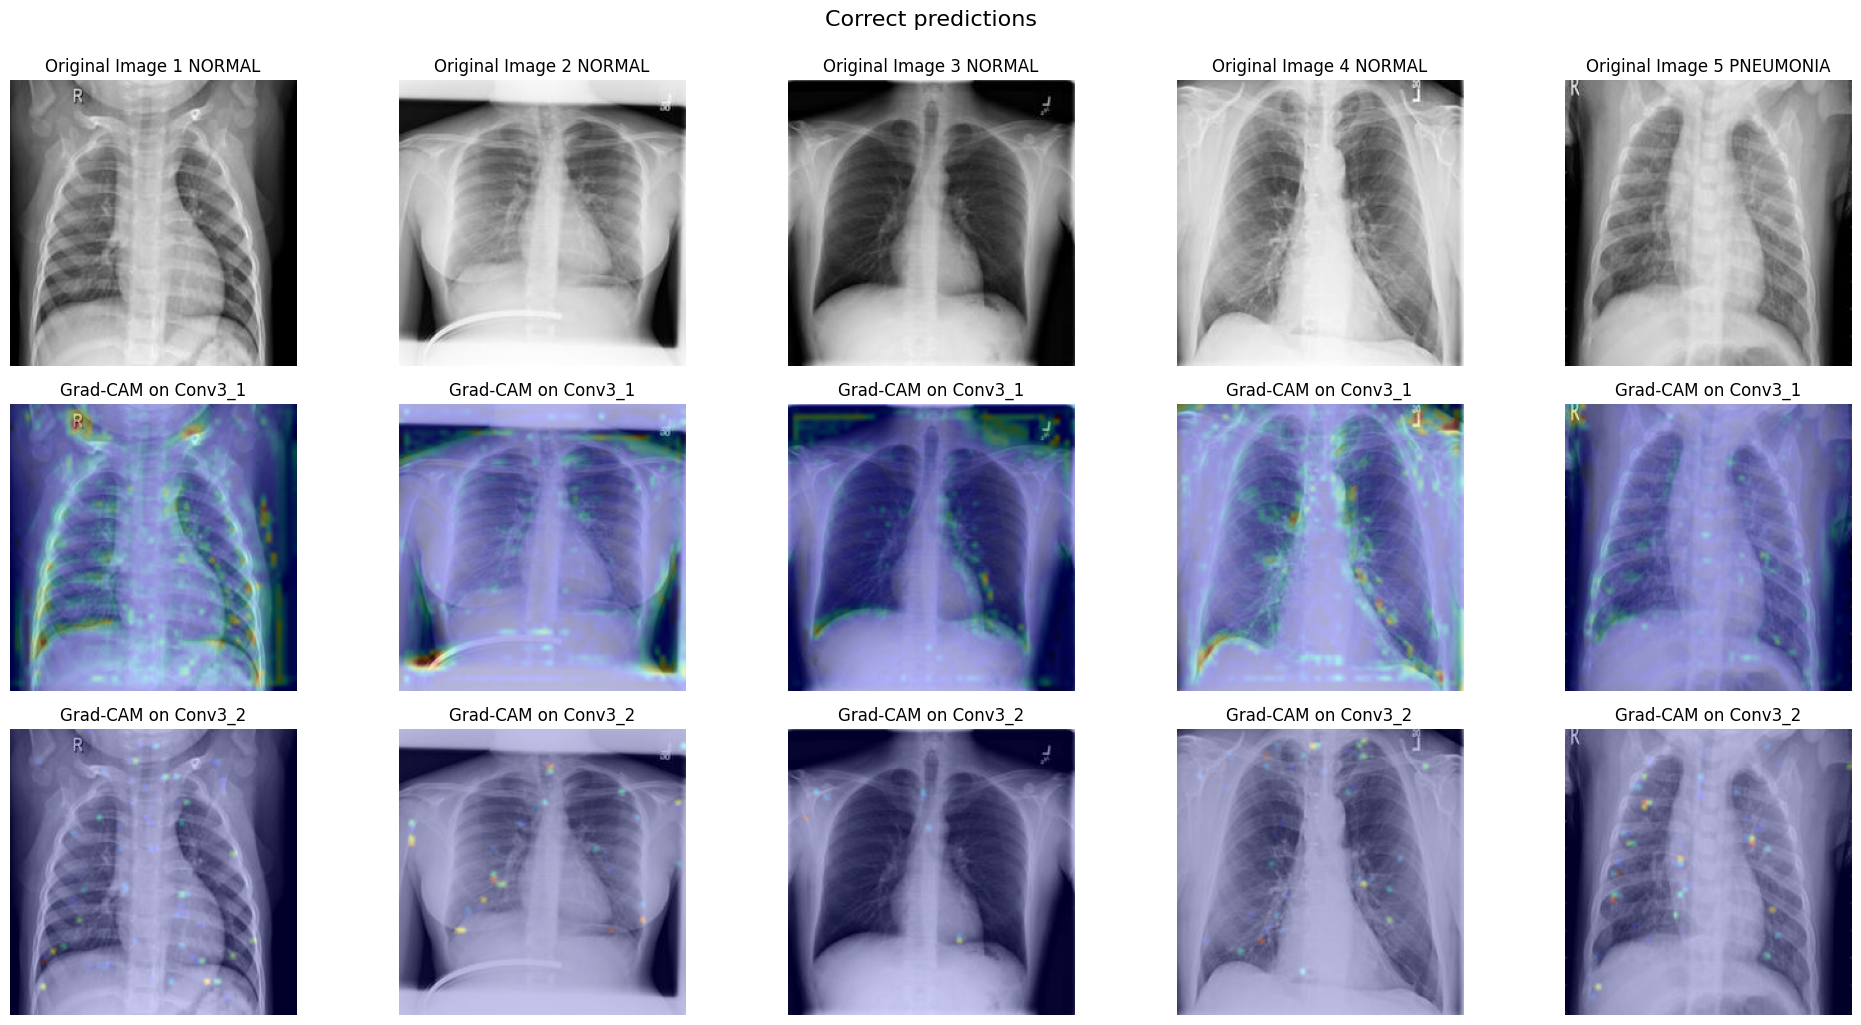 Correct predictions
Original Image 1 NORMAL
Original Image 2 NORMAL
Original Image 3 NORMAL
Original Image 4 NORMAL
Original Image 5 PNEUMONIA
R
L
L
R
Grad-CAM on Conv3_1
Grad-CAM on Conv3_1
Grad-CAM on Conv3_1
Grad-CAM on Conv3_1
Grad-CAM on Conv3_1
R
L
L
R
Grad-CAM on Conv3_2
Grad-CAM on Conv3_2
Grad-CAM on Conv3_2
Grad-CAM on Conv3_2
Grad-CAM on Conv3_2
R
L
L
R